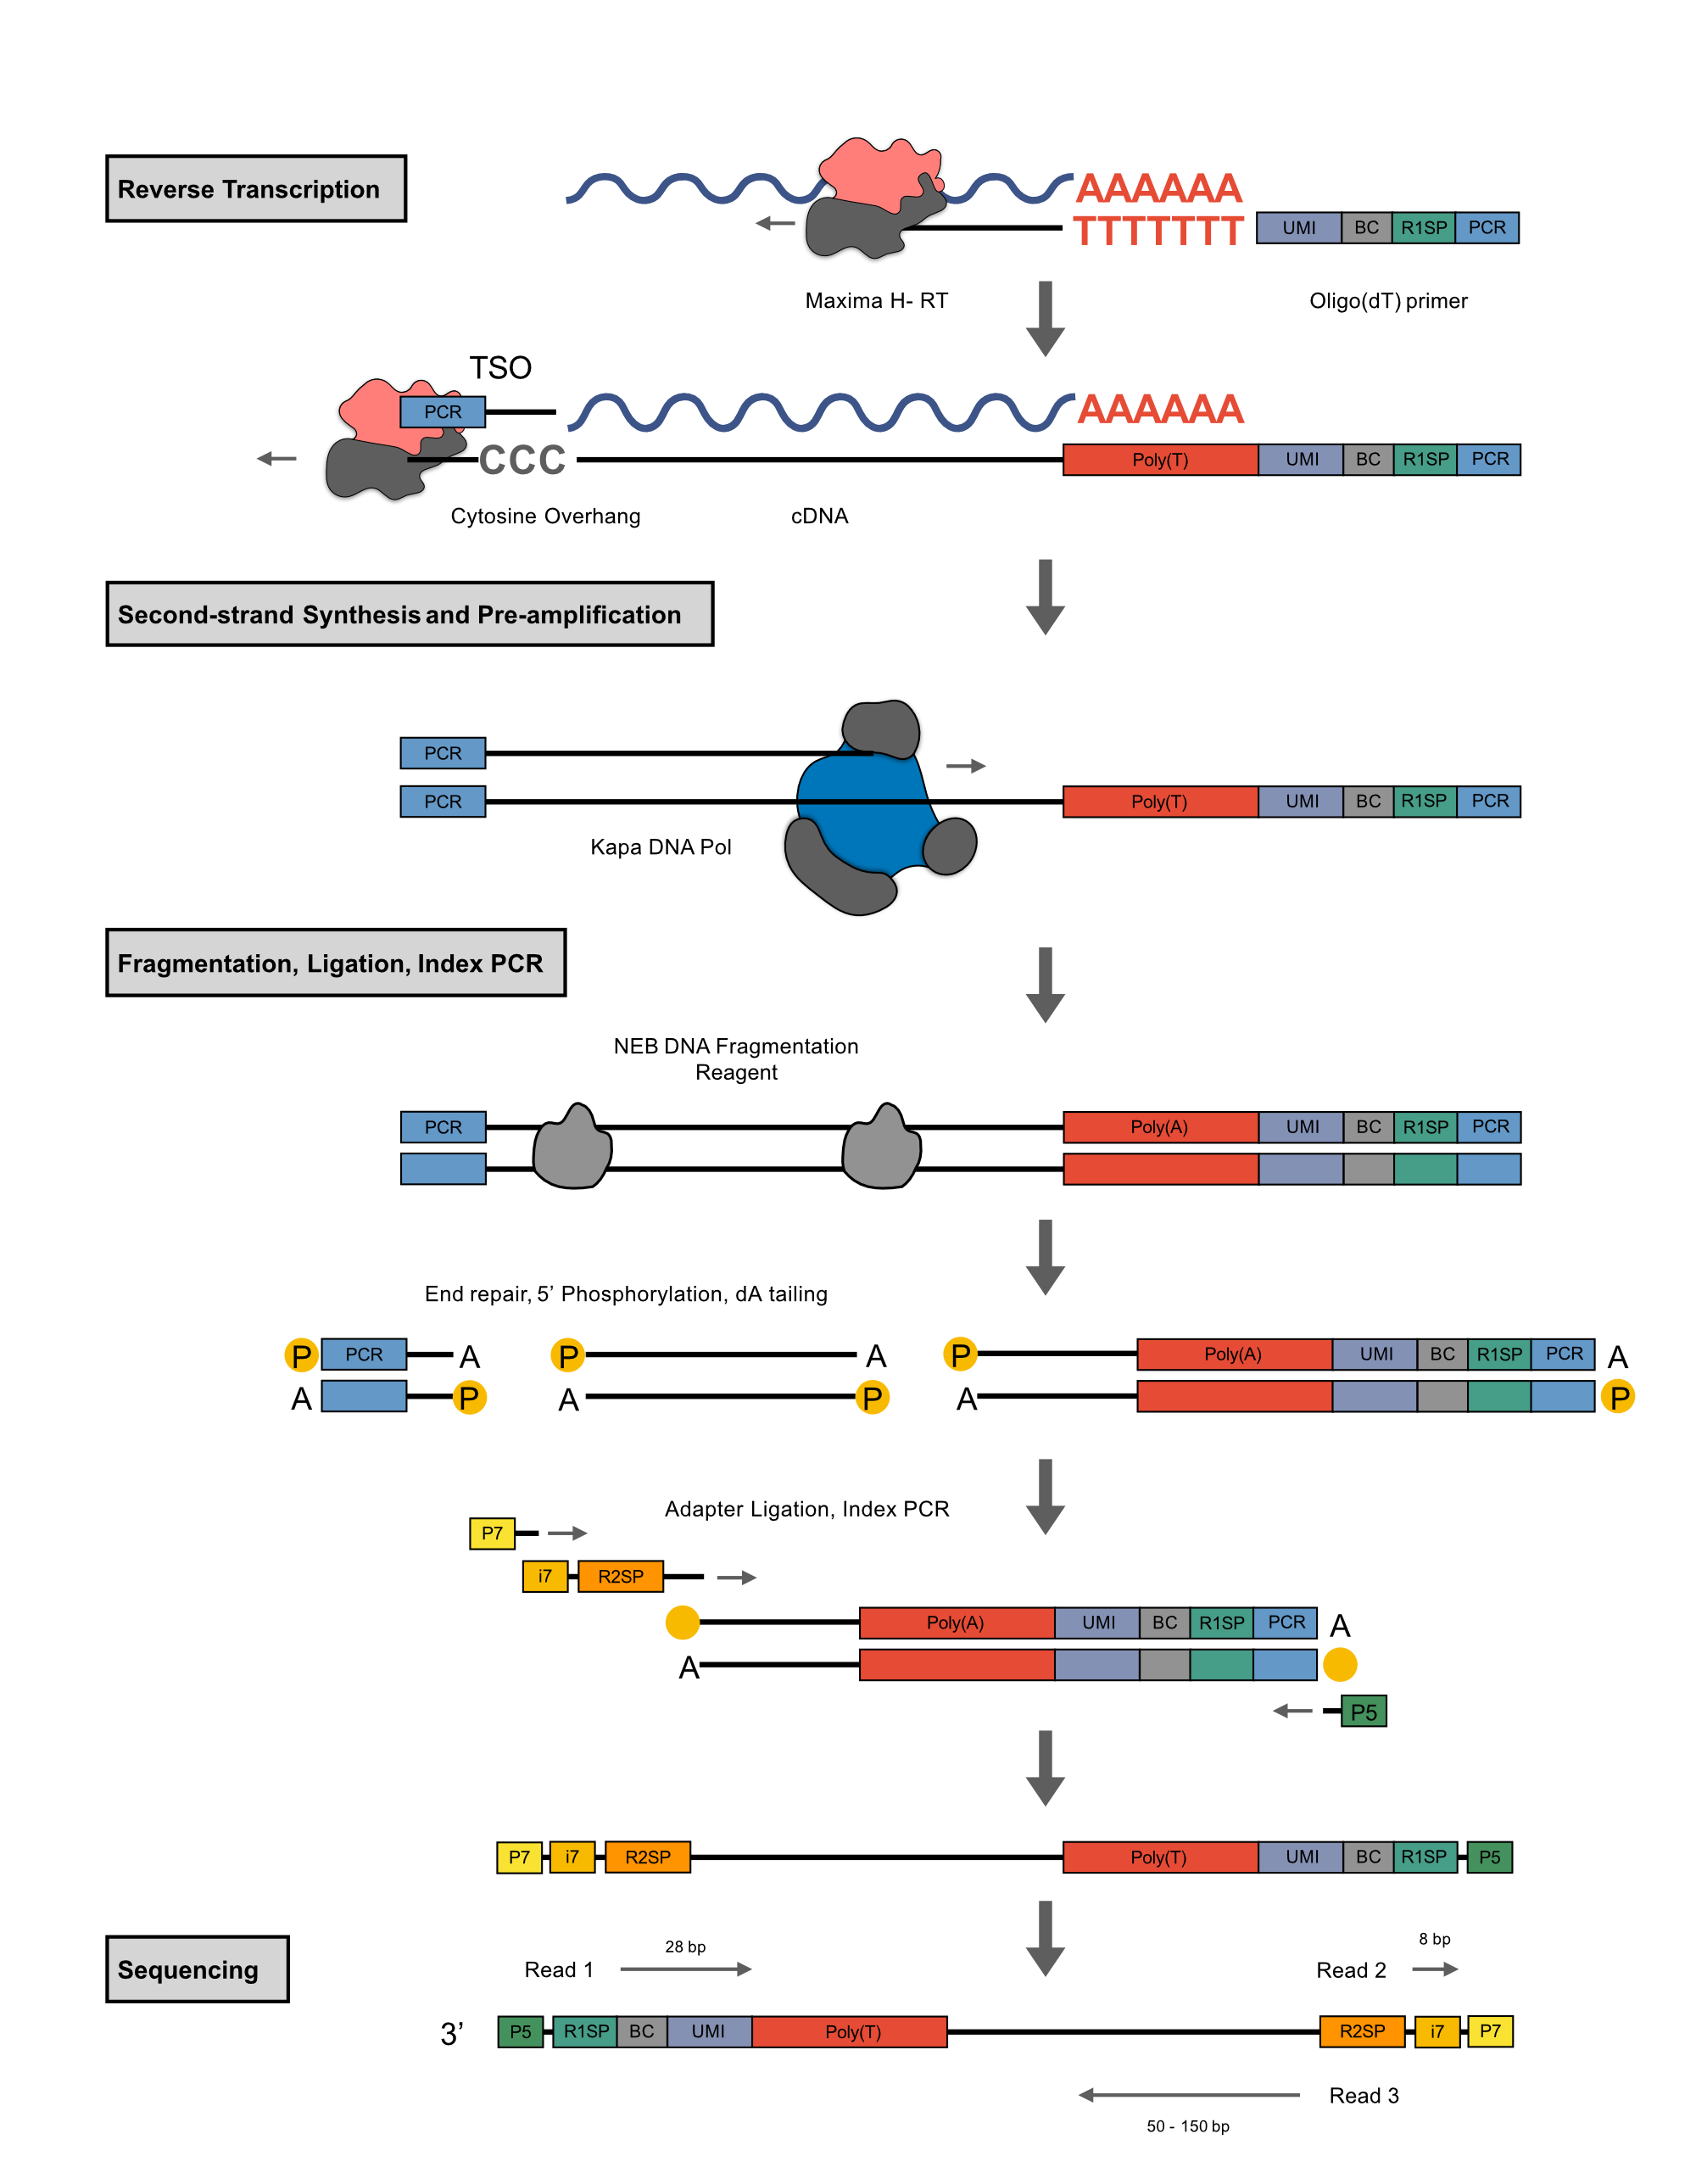 Reverse Transcription
AAAAAA
TTTTTTT UMI BC R1SP PCR
Maxima H- RT Oligo(dT) primer
TSO
PCR AAAAAA
CCC Poly(T) UMI BC R1SP PCR
Cytosine Overhang cDNA
Second-strand Synthesis and Pre-amplification
PCR
PCR Poly(T) UMI BC R1SP PCR
Kapa DNA Pol
Fragmentation, Ligation, Index PCR
NEB DNA Fragmentation
Reagent
PCR Poly(A) UMI BC R1SP PCR
End repair, 5’ Phosphorylation, dA tailing
P PCR A P A P Poly(A) UMI BC R1SP PCR A
A P A P A P
Adapter Ligation, Index PCR
P7
i7 R2SP
Poly(A) UMI BC R1SP PCR A
A
P5
P7 i7 R2SP Poly(T) UMI BC R1SP P5
Sequencing
28 bp 8 bp
Read 1 Read 2
3’ P5 R1SP BC UMI Poly(T) R2SP i7 P7
Read 3
50 - 150 bp